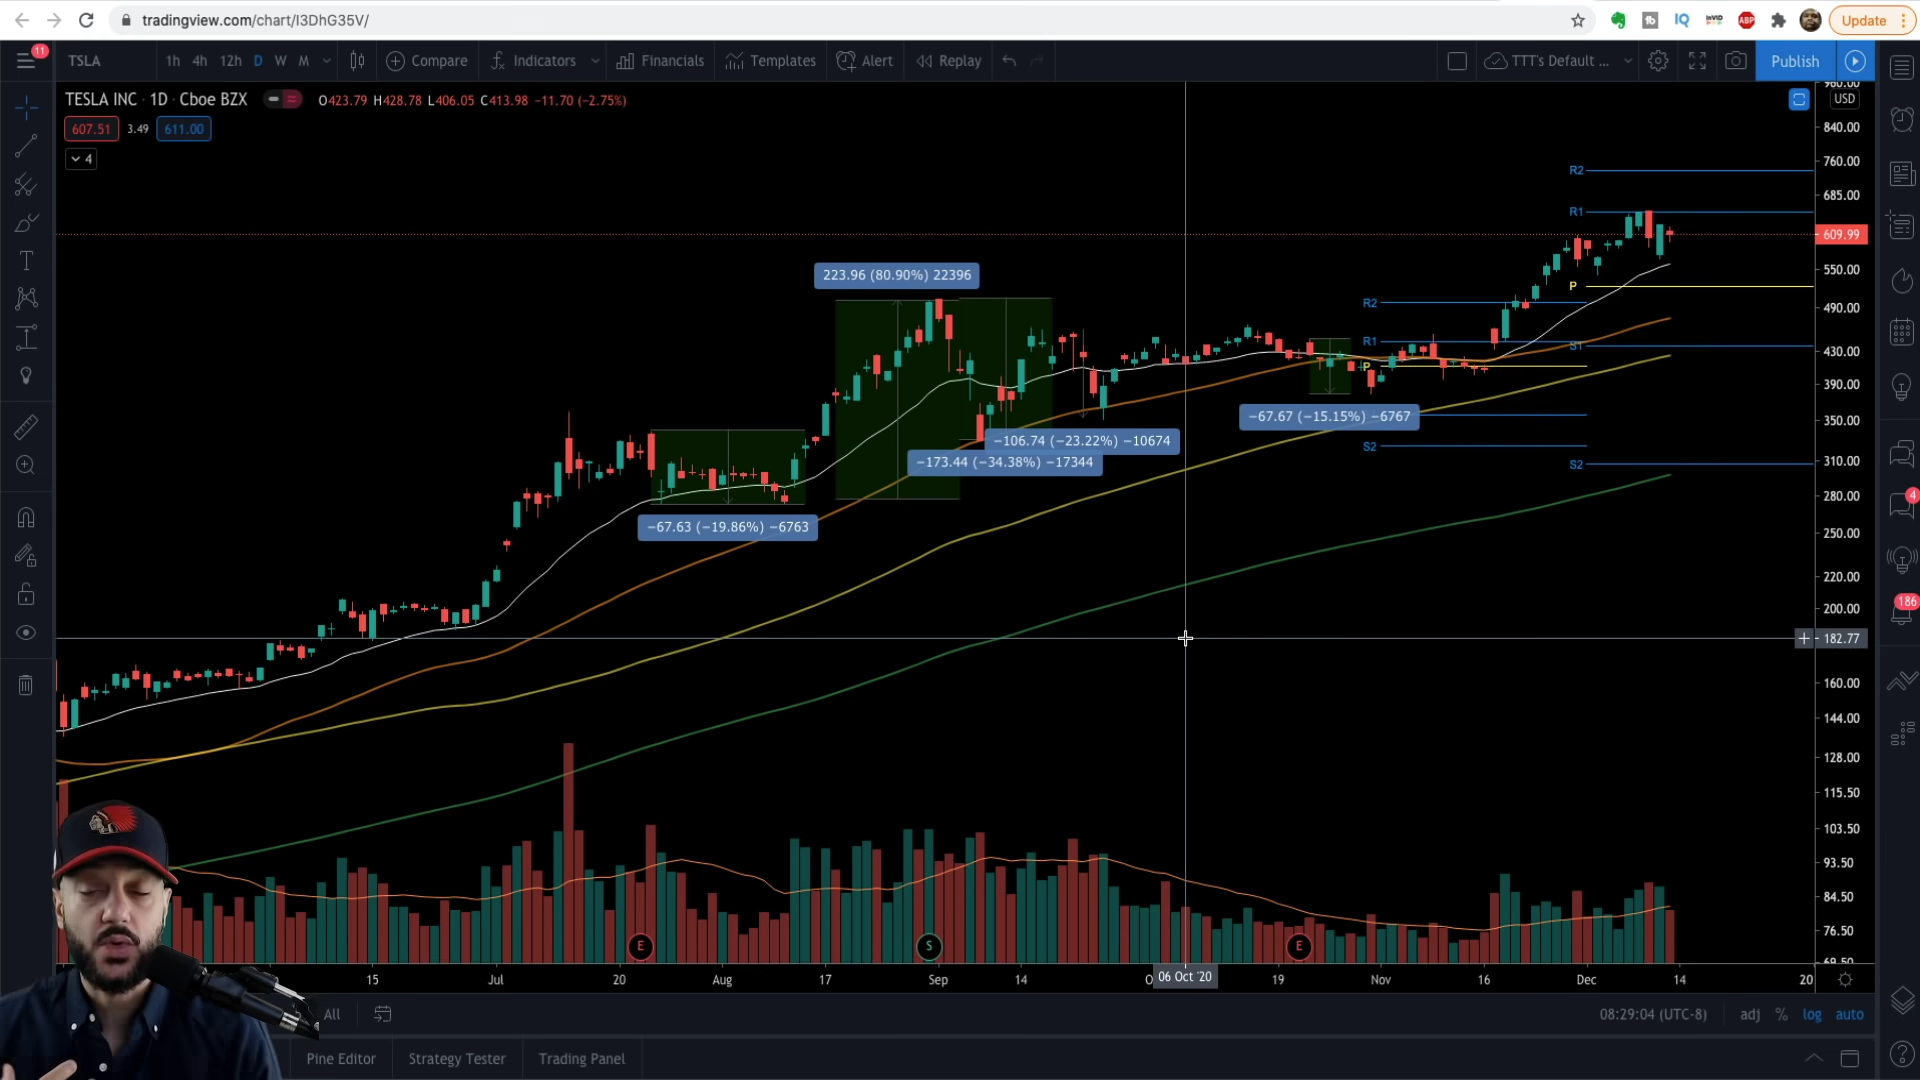 tradingview.com/chart/I3DhG35V/
Update
11
TSLA 1h 4h 12h D W M Compare Indicators Financials Templates Alert Replay TTT's Default ... Publish
TESLA INC · 1D · Cboe BZX O423.79 H428.78 L406.05 C413.98 −11.70 (−2.75%)
607.51 3.49 611.00
4
USD
960.00
840.00
760.00
685.00
609.99
550.00
490.00
430.00
390.00
350.00
310.00
280.00
250.00
220.00
200.00
182.77
160.00
144.00
128.00
115.50
103.50
93.50
84.50
76.50
69.50
R2
R1
P
S1
S2
R2
R1
P
S2
223.96 (80.90%) 22396
−67.67 (−15.15%) −6767
−106.74 (−23.22%) −10674
−173.44 (−34.38%) −17344
−67.63 (−19.86%) −6763
E
S
E
15 Jul 20 Aug 17 Sep 14 06 Oct '20 19 Nov 16 Dec 14 20
All
08:29:04 (UTC-8) adj % log auto
Pine Editor Strategy Tester Trading Panel
4
186
IQ
ABP